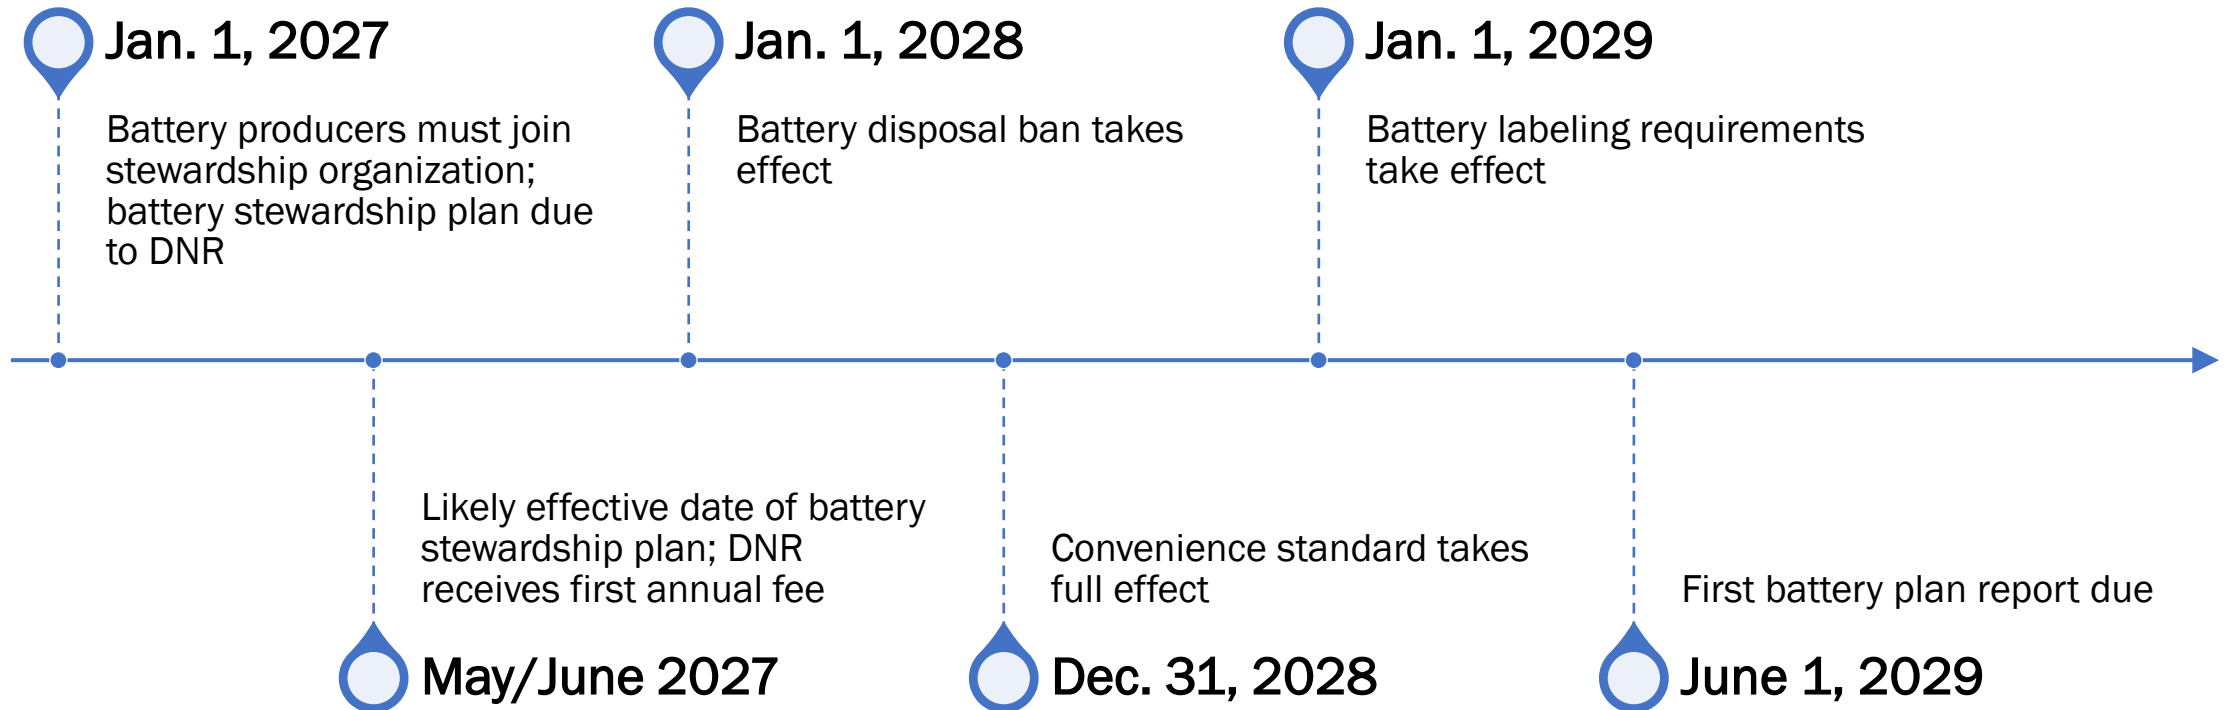 Jan. 1, 2027
Battery producers must join
stewardship organization;
battery stewardship plan due
to DNR
Jan. 1, 2028
Battery disposal ban takes
effect
Jan. 1, 2029
Battery labeling requirements
take effect
Likely effective date of battery
stewardship plan; DNR
receives first annual fee
May/June 2027
Convenience standard takes
full effect
Dec. 31, 2028
First battery plan report due
June 1, 2029